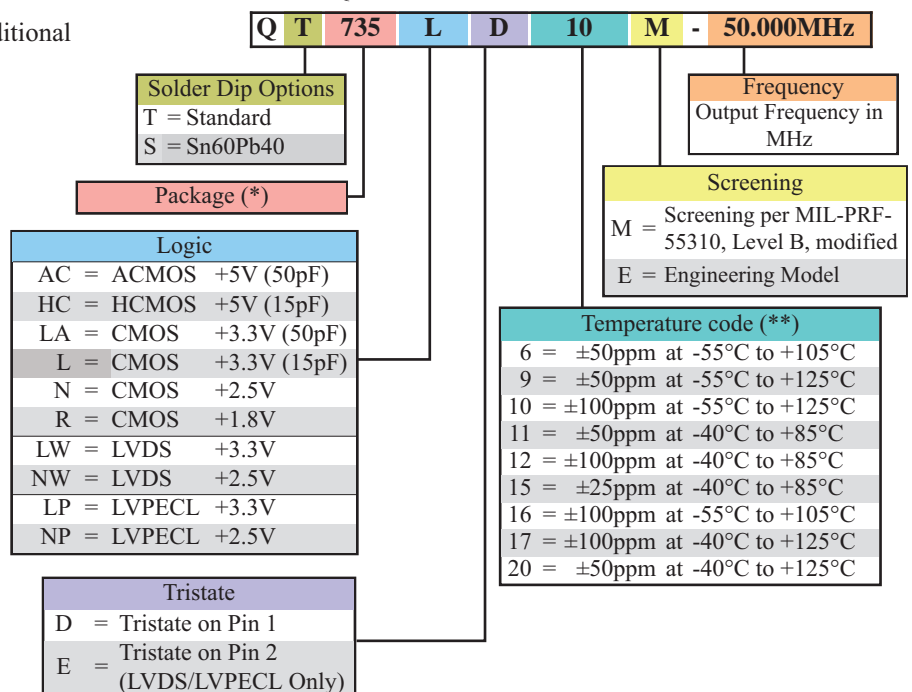 ditional
Q T 735 L D 10 M - 50.000MHz
Solder Dip Options
T = Standard
S = Sn60Pb40
Frequency
Output Frequency in
MHz
Package (*)
Screening
M = Screening per MIL-PRF-
55310, Level B, modified
E = Engineering Model
Logic
AC = ACMOS +5V (50pF)
HC = HCMOS +5V (15pF)
LA = CMOS +3.3V (50pF)
L = CMOS +3.3V (15pF)
N = CMOS +2.5V
R = CMOS +1.8V
LW = LVDS +3.3V
NW = LVDS +2.5V
LP = LVPECL +3.3V
NP = LVPECL +2.5V
Temperature code (**)
6 = ±50ppm at -55°C to +105°C
9 = ±50ppm at -55°C to +125°C
10 = ±100ppm at -55°C to +125°C
11 = ±50ppm at -40°C to +85°C
12 = ±100ppm at -40°C to +85°C
15 = ±25ppm at -40°C to +85°C
16 = ±100ppm at -55°C to +105°C
17 = ±100ppm at -40°C to +125°C
20 = ±50ppm at -40°C to +125°C
Tristate
D = Tristate on Pin 1
E = Tristate on Pin 2
(LVDS/LVPECL Only)